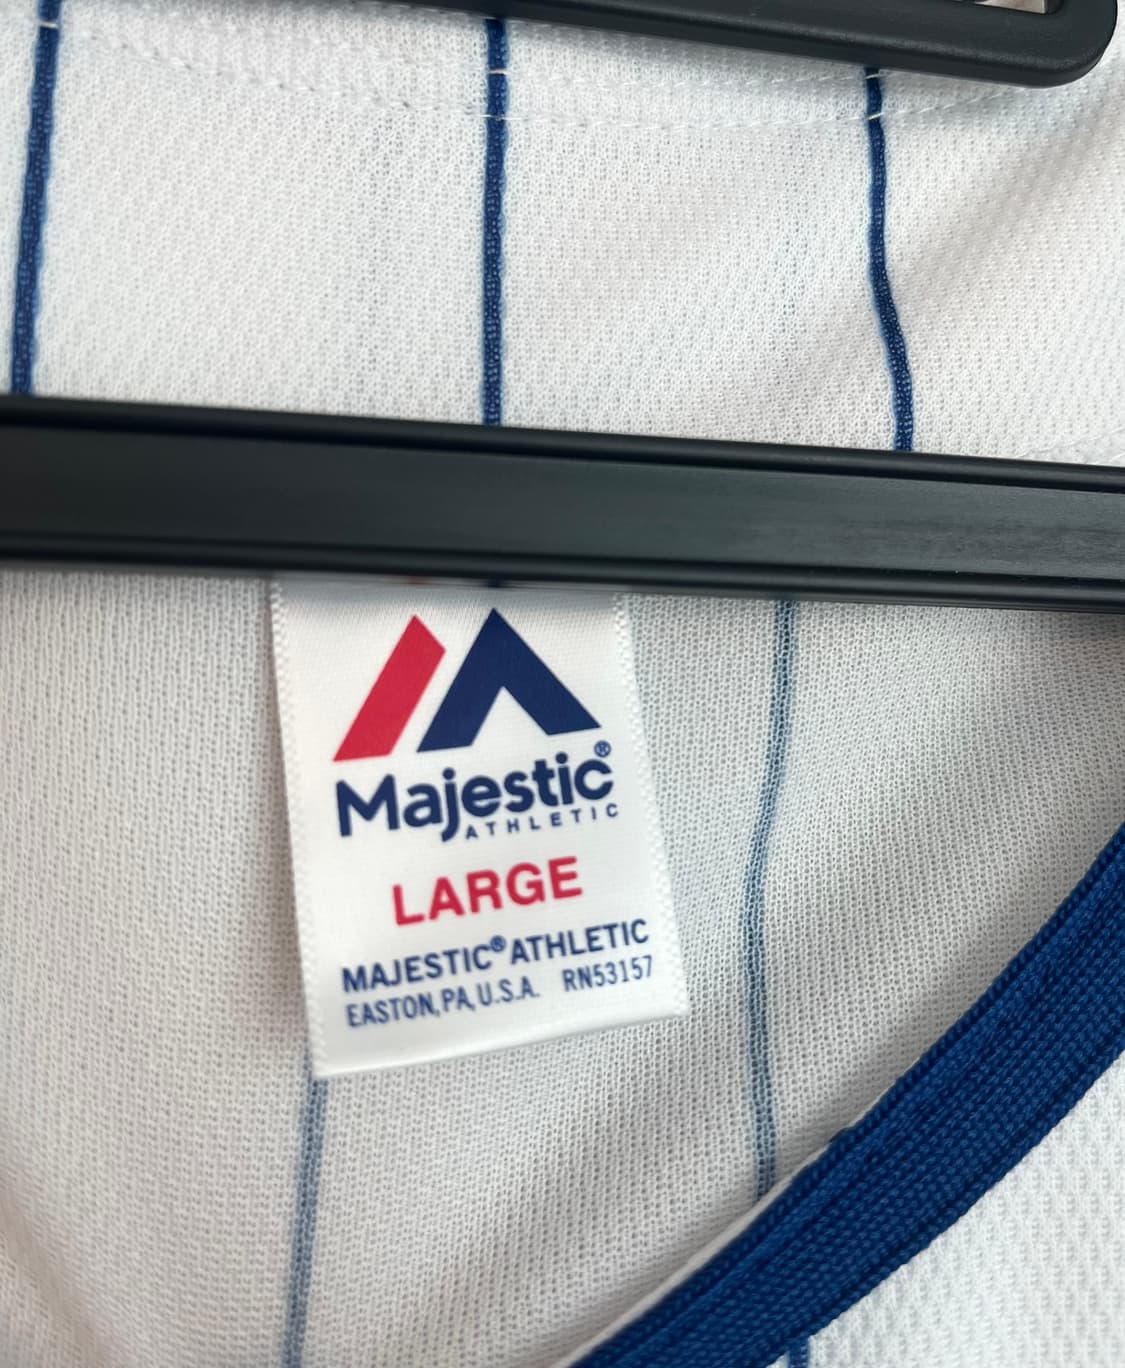 Majestic®
ATHLETIC
LARGE
MAJESTIC® ATHLETIC
EASTON, PA, U.S.A. RN53157